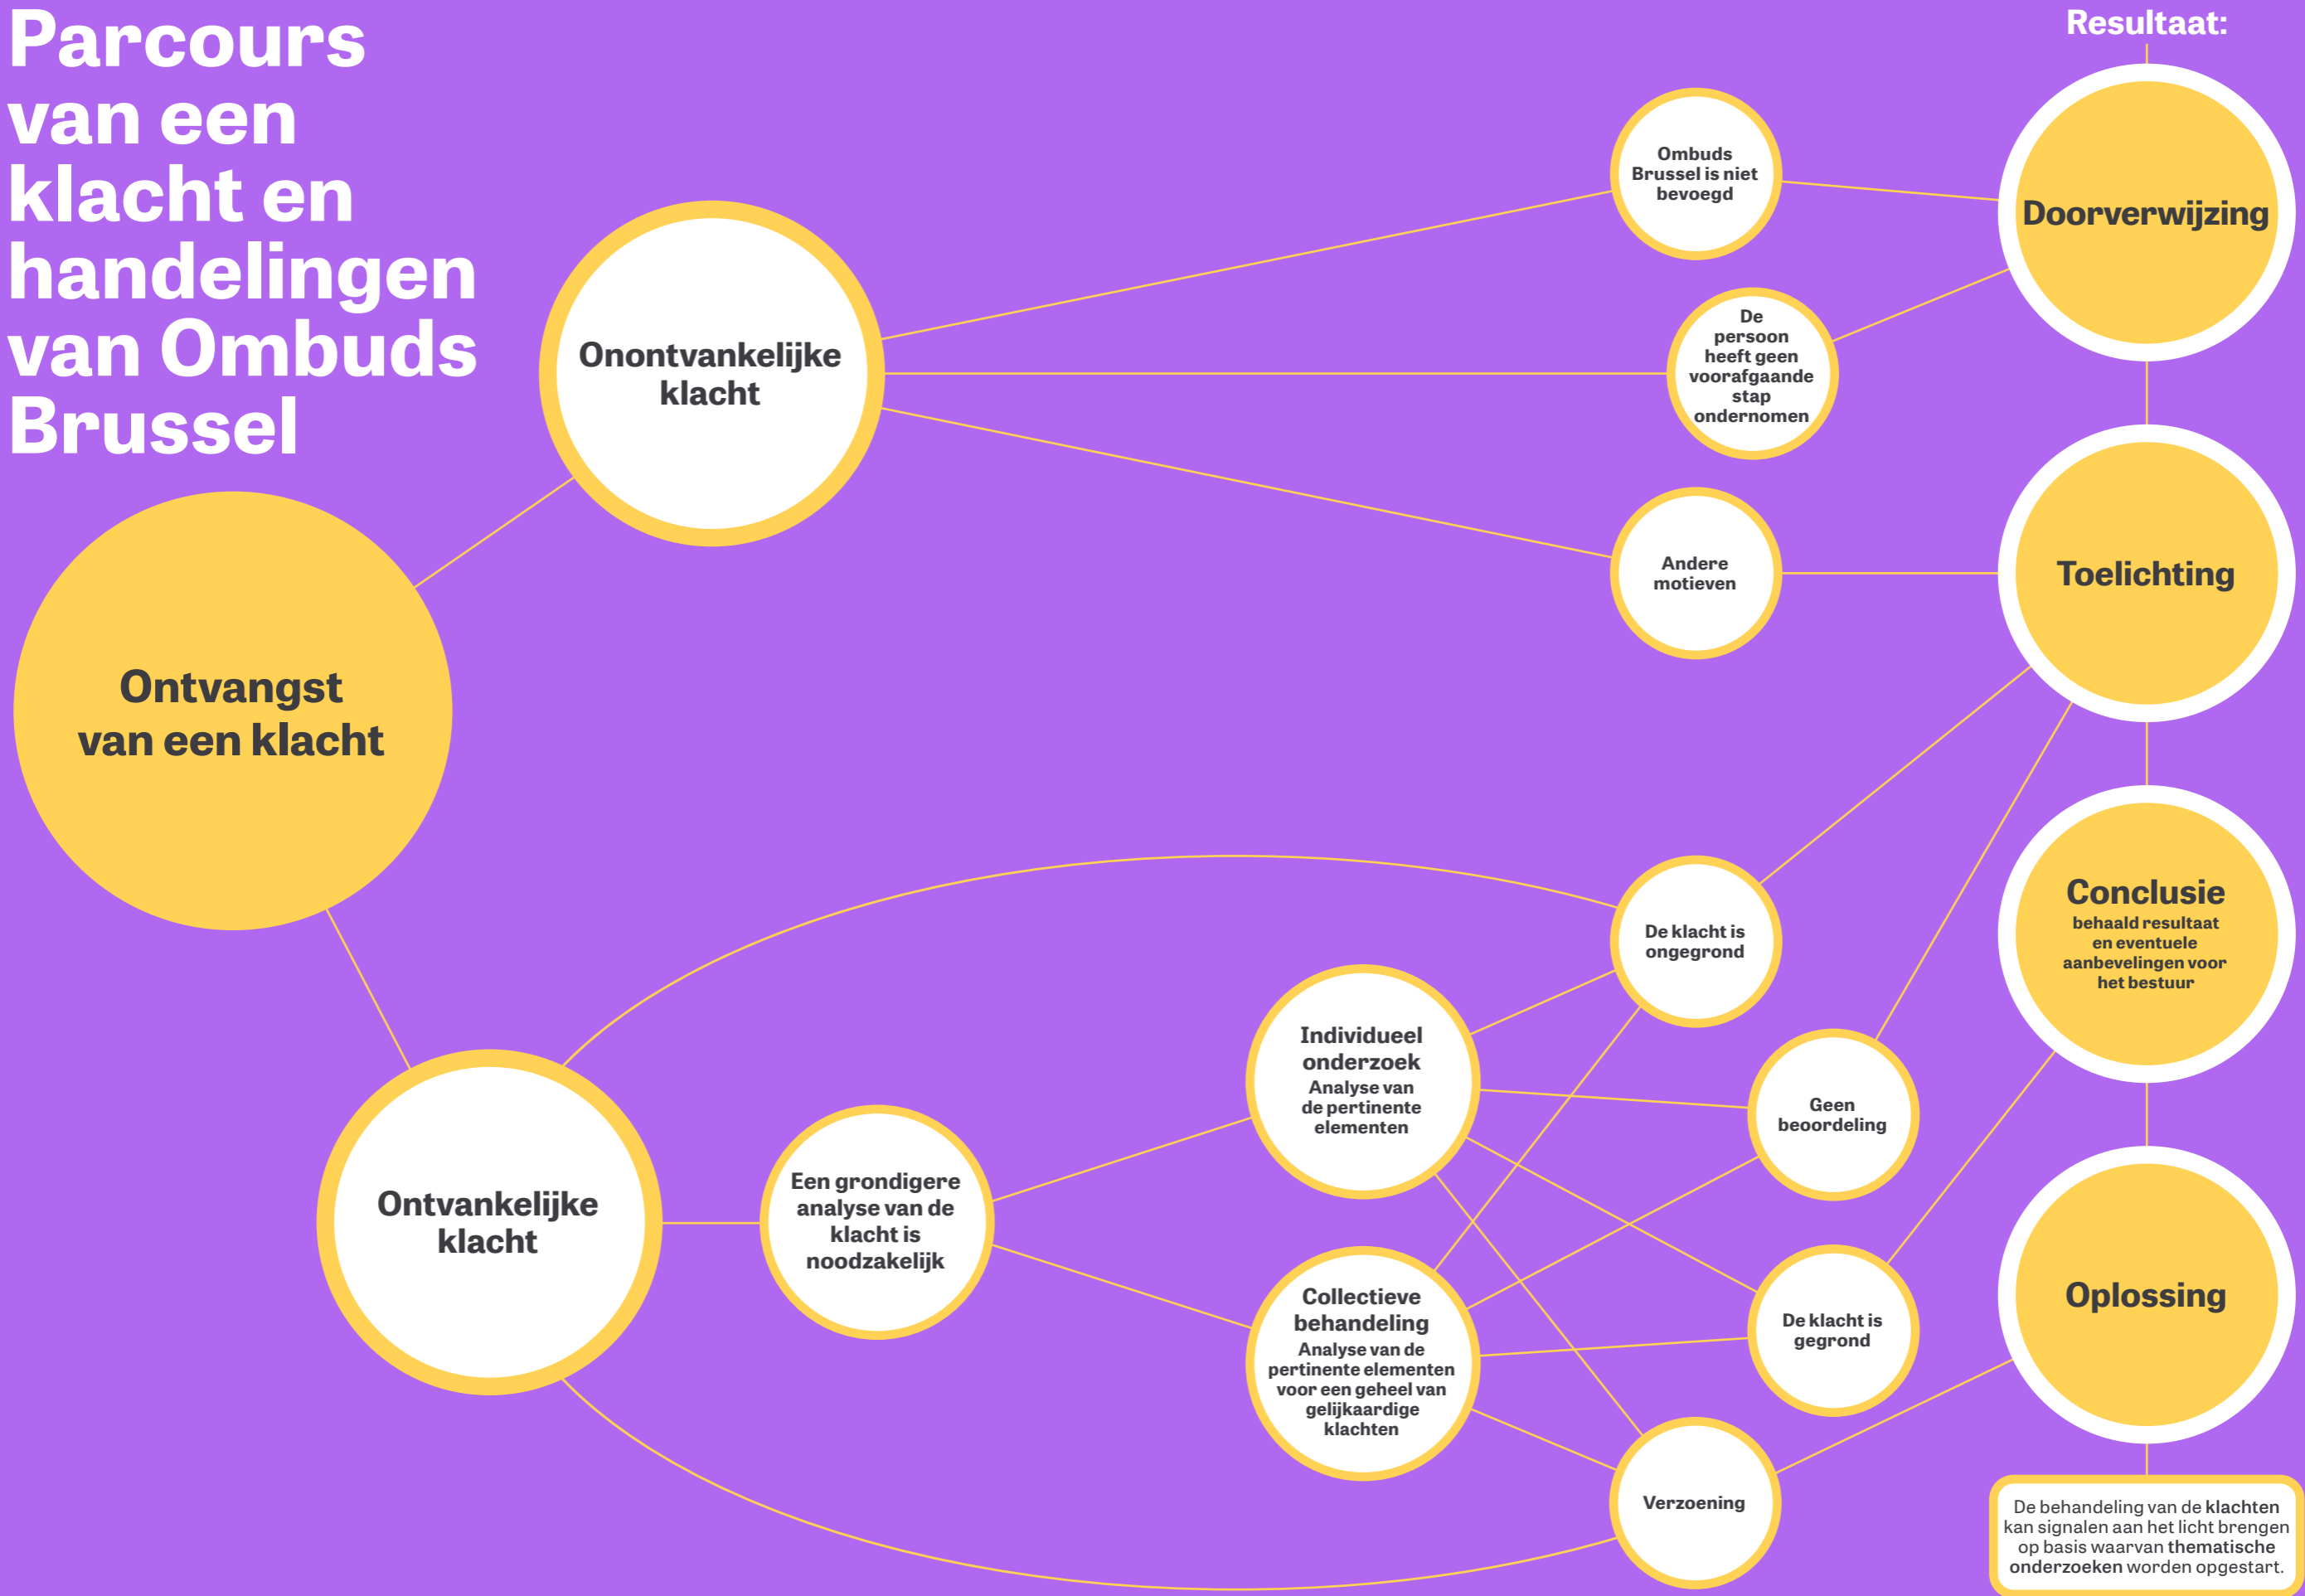 Parcours
van een
klacht en
handelingen
van Ombuds
Brussel
Resultaat:
Ontvangst
van een klacht
Onontvankelijke
klacht
Ombuds
Brussel is niet
bevoegd
De
persoon
heeft geen
voorafgaande
stap
ondernomen
Andere
motieven
Doorverwijzing
Toelichting
Ontvankelijke
klacht
Een grondigere
analyse van de
klacht is
noodzakelijk
Individueel
onderzoek
Analyse van
de pertinente
elementen
Collectieve
behandeling
Analyse van de
pertinente elementen
voor een geheel van
gelijkaardige
klachten
De klacht is
ongegrond
Geen
beoordeling
De klacht is
gegrond
Verzoening
Conclusie
behaald resultaat
en eventuele
aanbevelingen voor
het bestuur
Oplossing
De behandeling van de klachten
kan signalen aan het licht brengen
op basis waarvan thematische
onderzoeken worden opgestart.